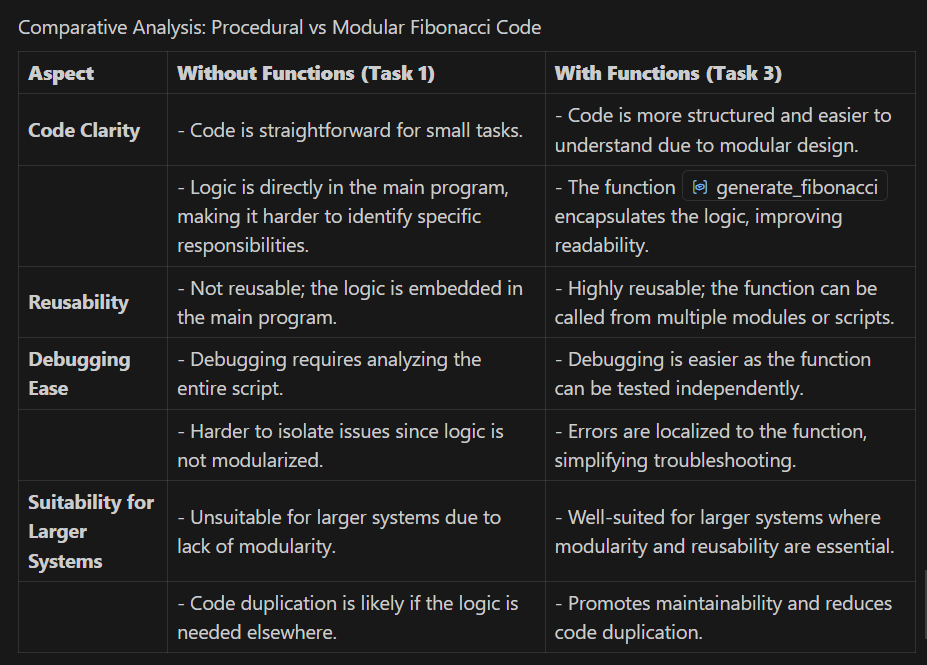 Comparative Analysis: Procedural vs Modular Fibonacci Code
Aspect
Without Functions (Task 1)
With Functions (Task 3)
Code Clarity
- Code is straightforward for small tasks.
- Code is more structured and easier to
understand due to modular design.
- Logic is directly in the main program,
making it harder to identify specific
responsibilities.
- The function generate_fibonacci
encapsulates the logic, improving
readability.
Reusability
- Not reusable; the logic is embedded in
the main program.
- Highly reusable; the function can be
called from multiple modules or scripts.
Debugging
Ease
- Debugging requires analyzing the
entire script.
- Debugging is easier as the function
can be tested independently.
- Harder to isolate issues since logic is
not modularized.
- Errors are localized to the function,
simplifying troubleshooting.
Suitability for
Larger
Systems
- Unsuitable for larger systems due to
lack of modularity.
- Well-suited for larger systems where
modularity and reusability are essential.
- Code duplication is likely if the logic is
needed elsewhere.
- Promotes maintainability and reduces
code duplication.